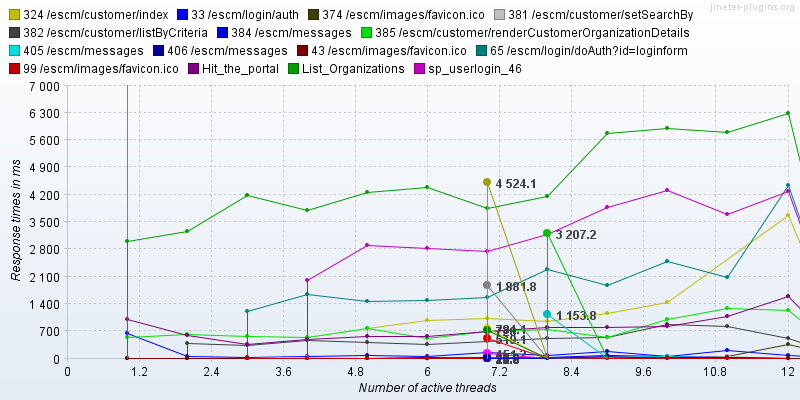 jmeter-plugins.org
324 /escm/customer/index 33 /escm/login/auth 374 /escm/images/favicon.ico 381 /escm/customer/setSearchBy
382 /escm/customer/listByCriteria 384 /escm/messages 385 /escm/customer/renderCustomerOrganizationDetails
405 /escm/messages 406 /escm/messages 43 /escm/images/favicon.ico 65 /escm/login/doAuth?id=loginform
99 /escm/images/favicon.ico Hit_the_portal List_Organizations sp_userlogin_46
7 000
6 300
5 600
4 900
4 200
3 500
2 800
2 100
1 400
700
0
Response times in ms
4 524.1
3 207.2
1 881.8
1 153.8
0 1.2 2.4 3.6 4.8 6 7.2 8.4 9.6 10.8 12
Number of active threads